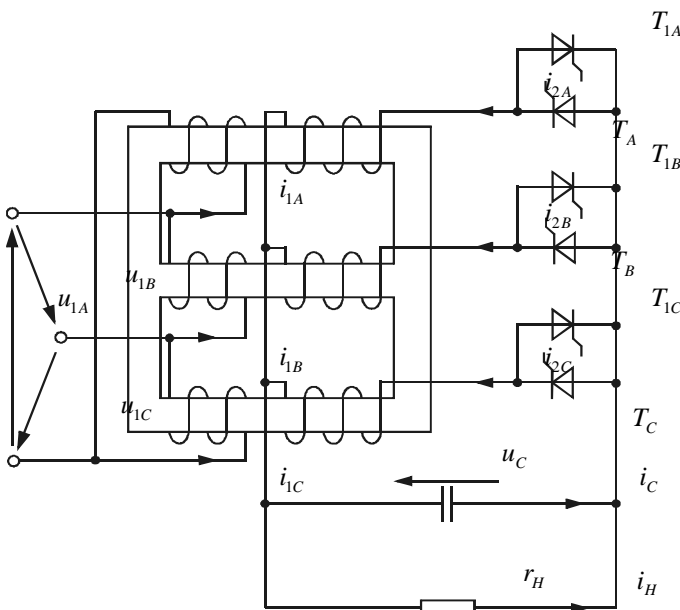 T1A
i2A
TA
T1B
i1A
i2B
u1B
TB
u1A
T1C
i1B
i2C
u1C
TC
uC
i1C
iC
rH
iH